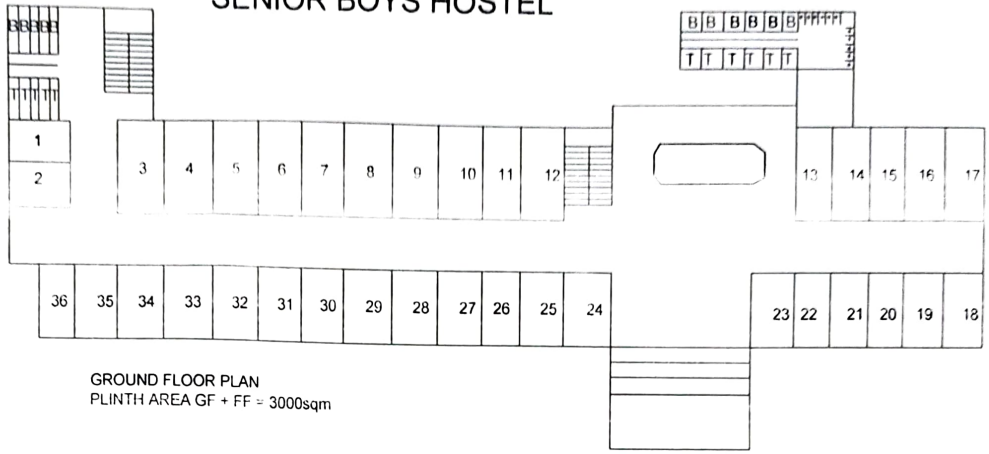 SENIOR BOYS HOSTEL
B B B B B
B B B B B B
T T T T T T
T T T T T
1
2
3 4 5 6 7 8 9 10 11 12 13 14 15 16 17
36 35 34 33 32 31 30 29 28 27 26 25 24 23 22 21 20 19 18
GROUND FLOOR PLAN
PLINTH AREA GF + FF = 3000sqm